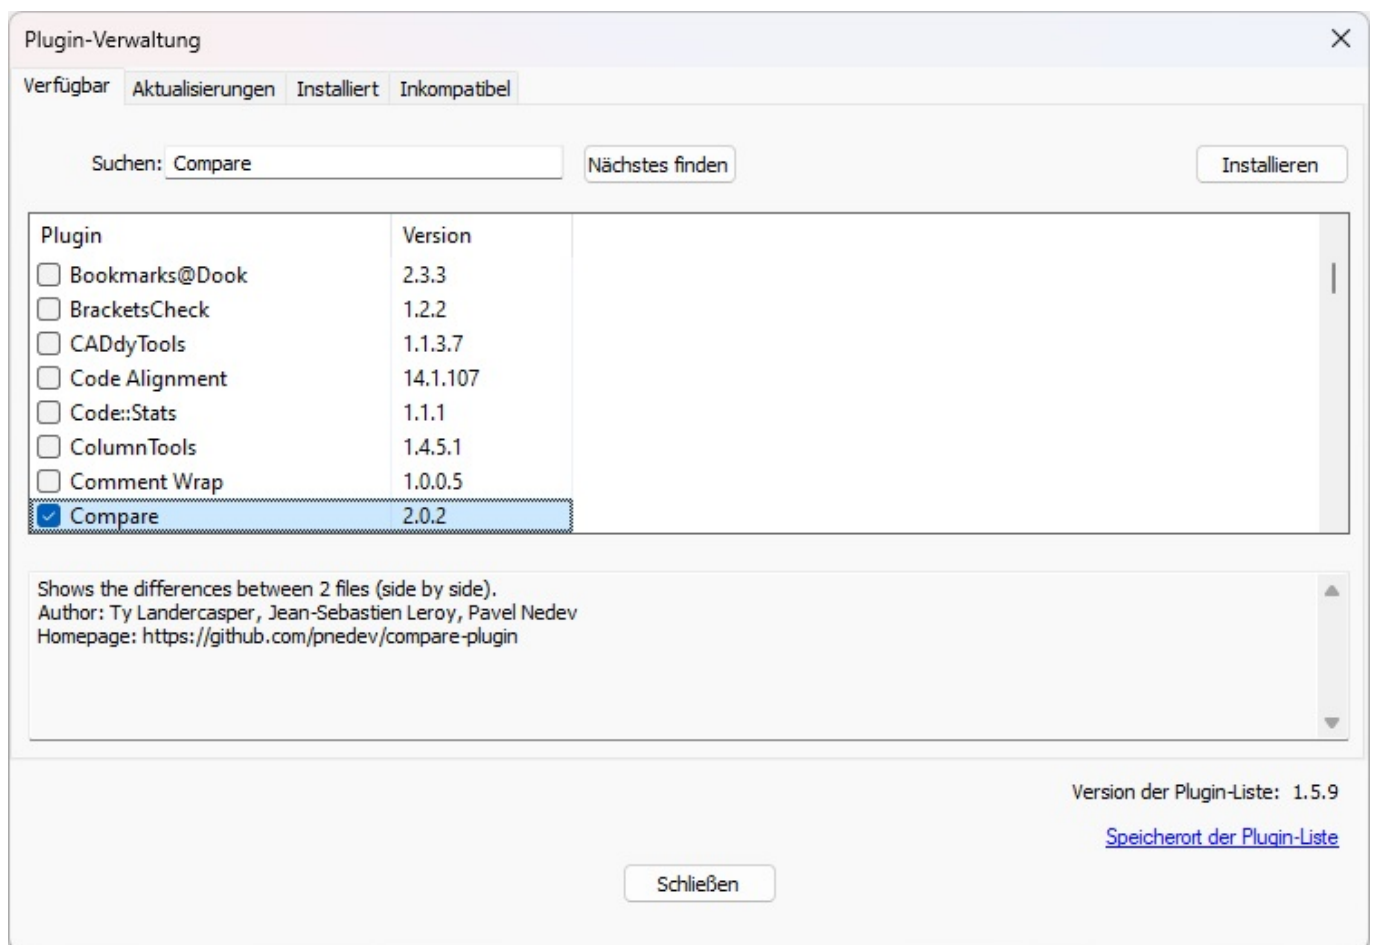 Plugin-Verwaltung
Verfügbar Aktualisierungen Installiert Inkompatibel
Suchen: Compare Nächstes finden Installieren
Plugin Version
Bookmarks@Dook 2.3.3
BracketsCheck 1.2.2
CADdyTools 1.1.3.7
Code Alignment 14.1.107
Code::Stats 1.1.1
ColumnTools 1.4.5.1
Comment Wrap 1.0.0.5
Compare 2.0.2
Shows the differences between 2 files (side by side).
Author: Ty Landercasper, Jean-Sebastien Leroy, Pavel Nedev
Homepage: https://github.com/pnedev/compare-plugin
Version der Plugin-Liste: 1.5.9
Speicherort der Plugin-Liste
Schließen